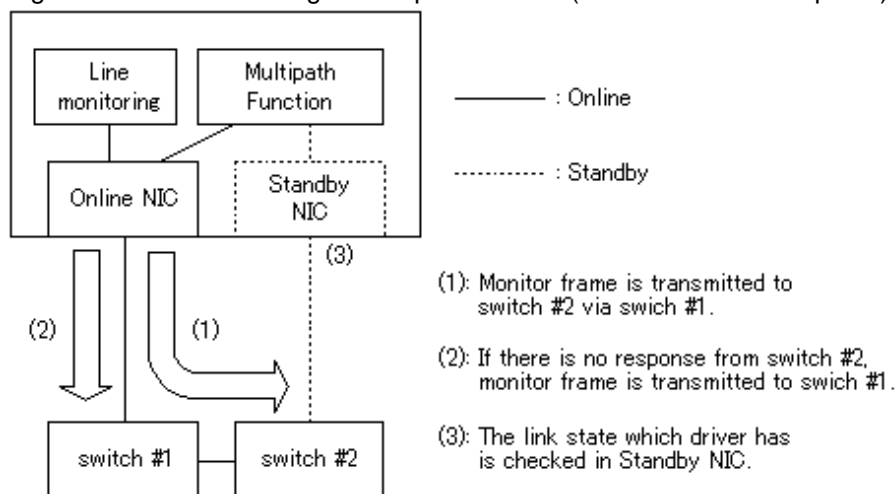 Line
monitoring
Multipath
Function
Online NIC
Standby
NIC
: Online
: Standby
(3)
(2)
(1)
switch #1
switch #2
(1): Monitor frame is transmitted to
switch #2 via swich #1.
(2): If there is no response from switch #2,
monitor frame is transmitted to swich #1.
(3): The link state which driver has
is checked in Standby NIC.